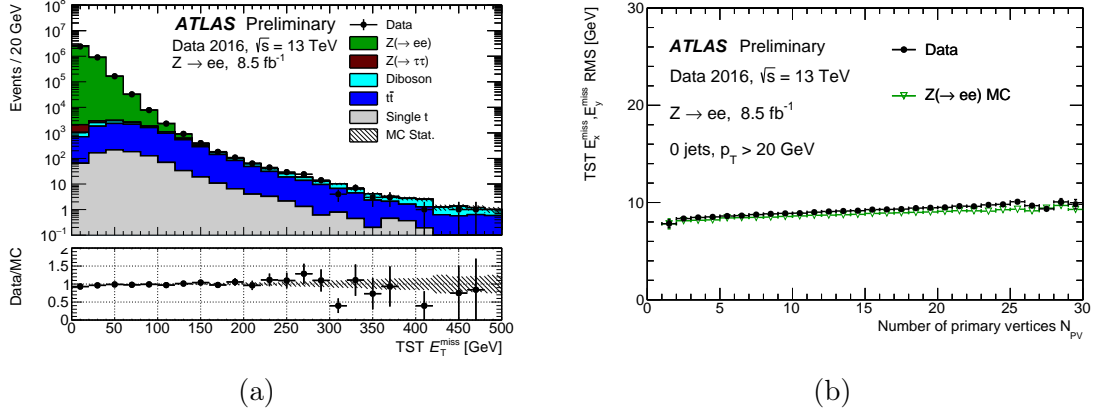 Events / 20 GeV
10⁸
10⁷
10⁶
10⁵
10⁴
10³
10²
10
1
10⁻¹
ATLAS Preliminary
Data 2016, √s = 13 TeV
Z → ee, 8.5 fb⁻¹
Data
Z(→ ee)
Z(→ ττ)
Diboson
tt̄
Single t
MC Stat.
Data/MC
2
1.5
1
0.5
0
0 50 100 150 200 250 300 350 400 450 500
TST E_T^miss [GeV]
(a)
TST E_x^miss, E_y^miss RMS [GeV]
30
20
10
0
ATLAS Preliminary
Data 2016, √s = 13 TeV
Z → ee, 8.5 fb⁻¹
0 jets, p_T > 20 GeV
Data
Z(→ ee) MC
0 5 10 15 20 25 30
Number of primary vertices N_PV
(b)